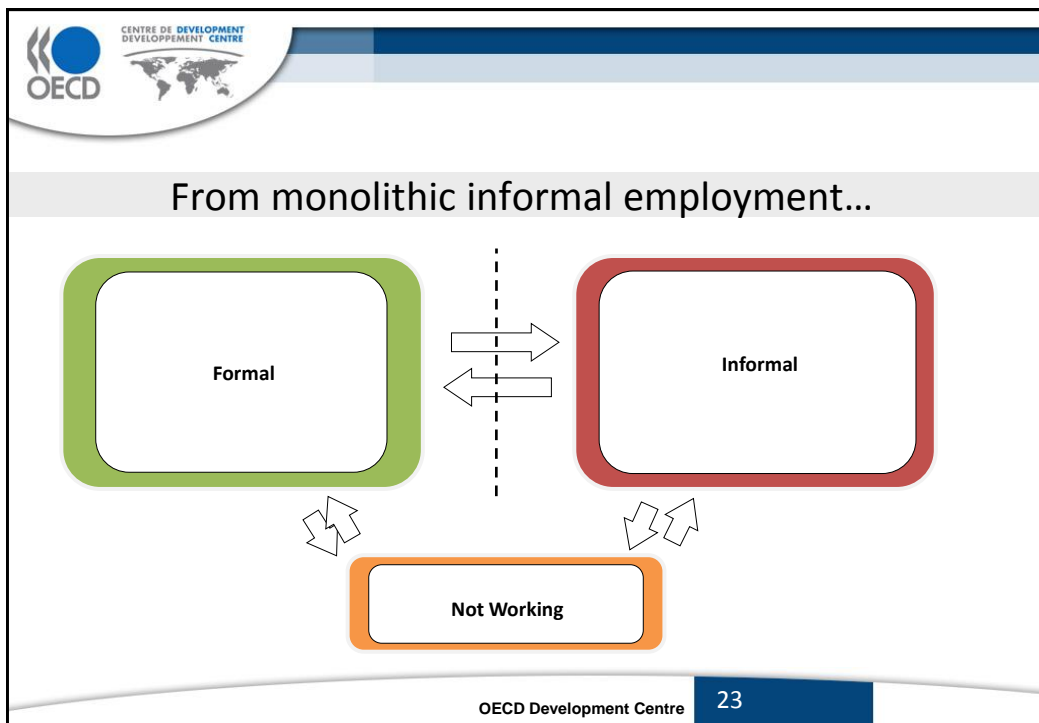 CENTRE DE DEVELOPMENT
DEVELOPPEMENT CENTRE
OECD
From monolithic informal employment…
Formal
Informal
Not Working
OECD Development Centre
23